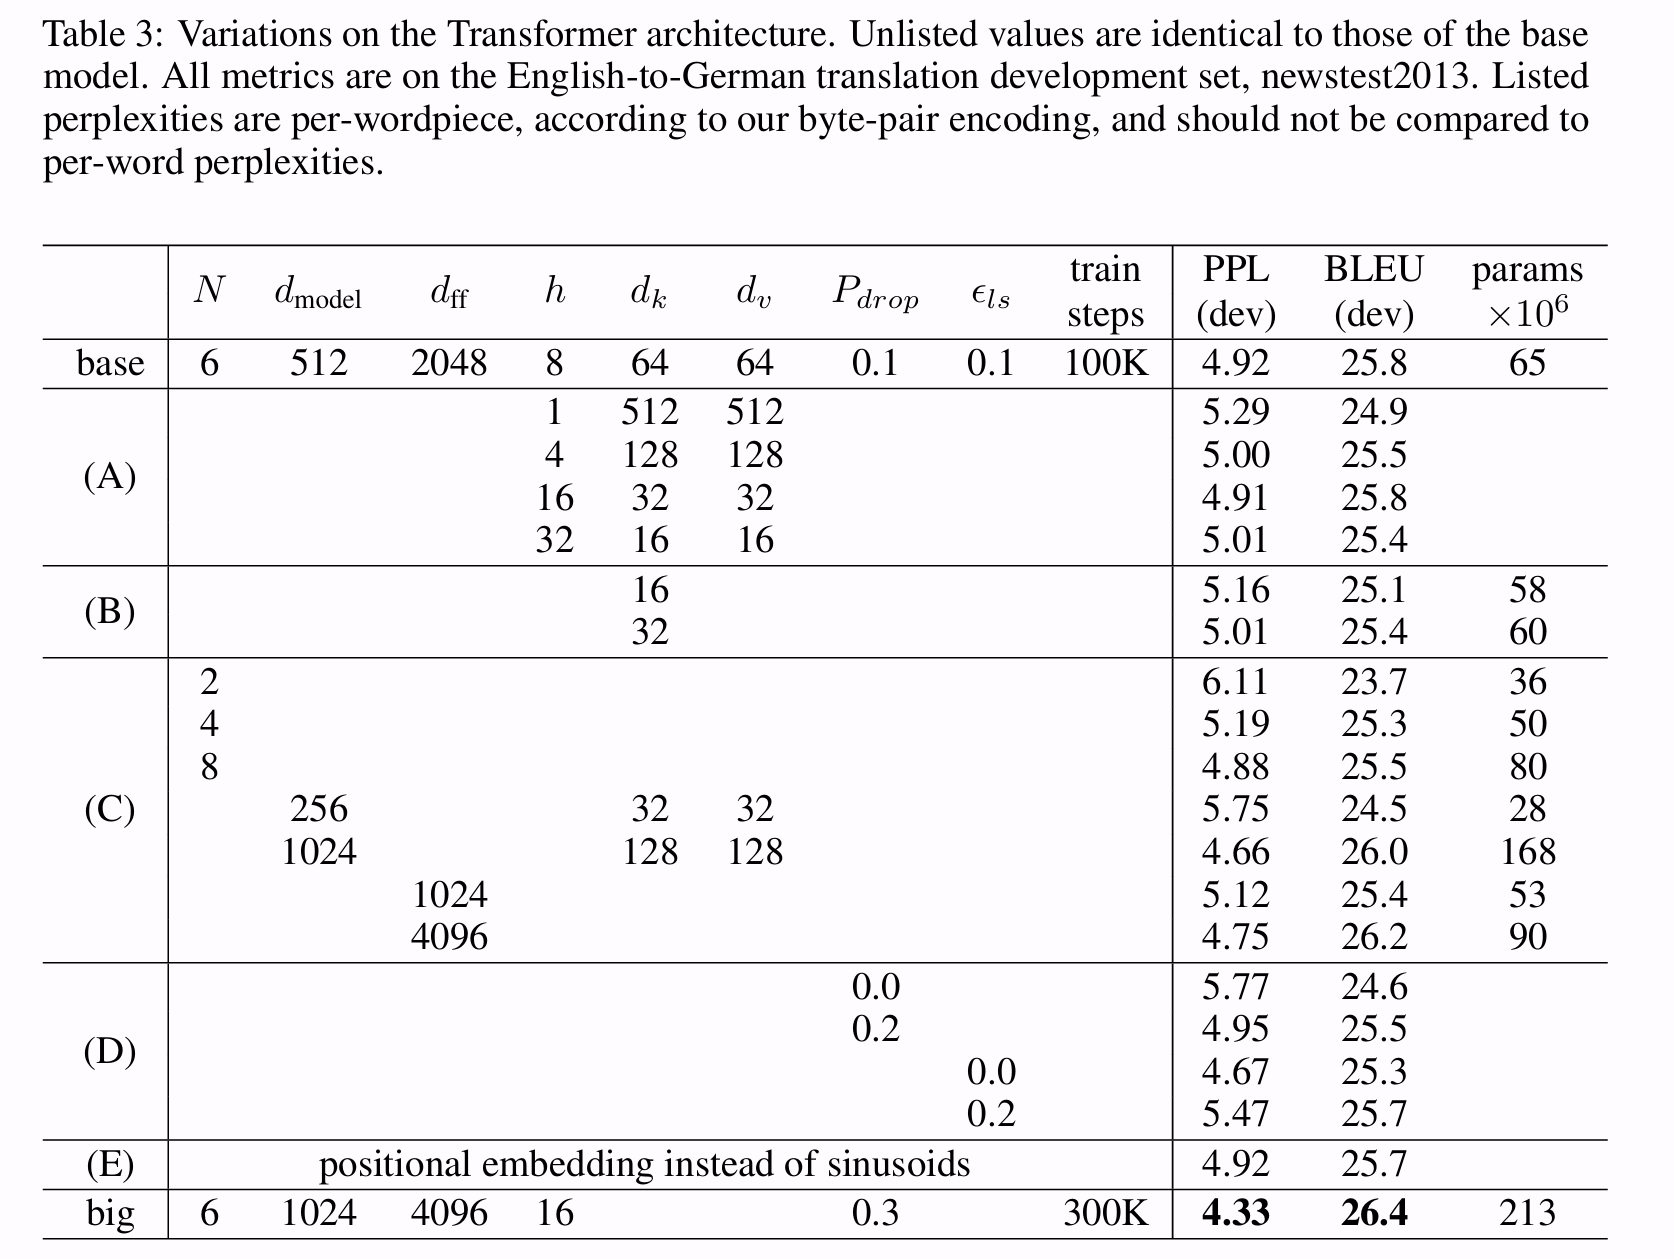 Table 3: Variations on the Transformer architecture. Unlisted values are identical to those of the base
model. All metrics are on the English-to-German translation development set, newstest2013. Listed
perplexities are per-wordpiece, according to our byte-pair encoding, and should not be compared to
per-word perplexities.
N d_model d_ff h d_k d_v P_drop ϵ_ls train steps PPL (dev) BLEU (dev) params ×10^6
base 6 512 2048 8 64 64 0.1 0.1 100K 4.92 25.8 65
(A)
1 512 512 5.29 24.9
4 128 128 5.00 25.5
16 32 32 4.91 25.8
32 16 16 5.01 25.4
(B)
16 5.16 25.1 58
32 5.01 25.4 60
(C)
2 6.11 23.7 36
4 5.19 25.3 50
8 4.88 25.5 80
256 32 32 5.75 24.5 28
1024 128 128 4.66 26.0 168
1024 5.12 25.4 53
4096 4.75 26.2 90
(D)
0.0 5.77 24.6
0.2 4.95 25.5
0.0 4.67 25.3
0.2 5.47 25.7
(E) positional embedding instead of sinusoids 4.92 25.7
big 6 1024 4096 16 0.3 300K 4.33 26.4 213